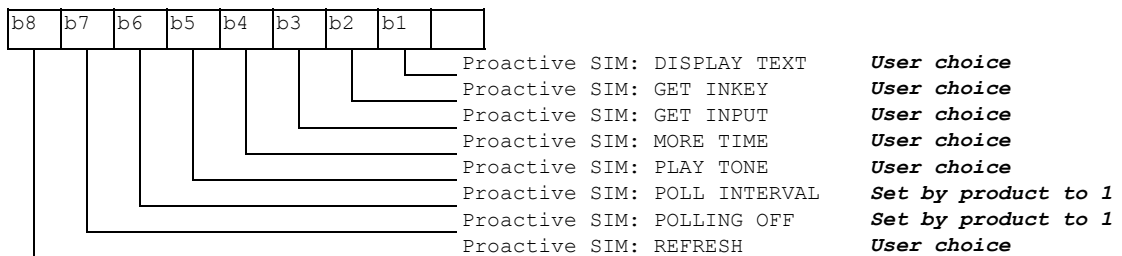 b8 b7 b6 b5 b4 b3 b2 b1
Proactive SIM: DISPLAY TEXT User choice
Proactive SIM: GET INKEY User choice
Proactive SIM: GET INPUT User choice
Proactive SIM: MORE TIME User choice
Proactive SIM: PLAY TONE User choice
Proactive SIM: POLL INTERVAL Set by product to 1
Proactive SIM: POLLING OFF Set by product to 1
Proactive SIM: REFRESH User choice